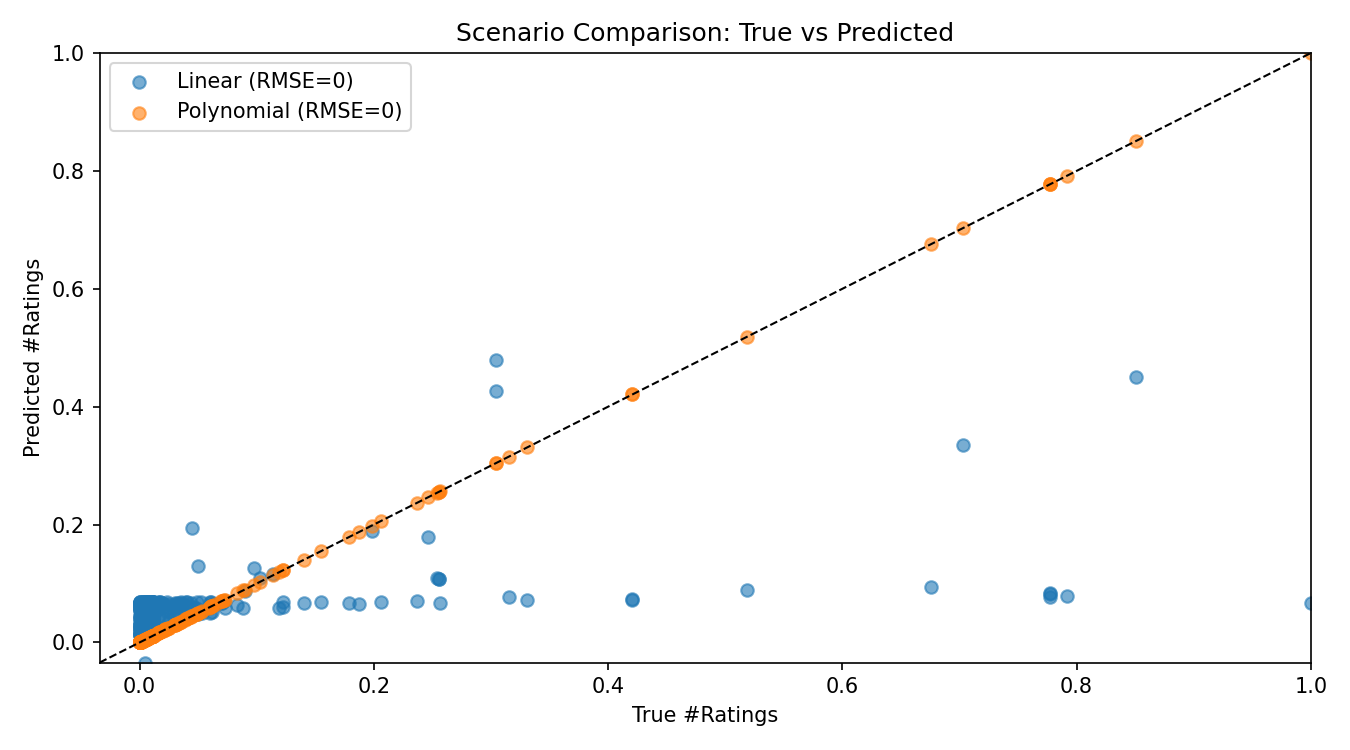 Scenario Comparison: True vs Predicted
Linear (RMSE=0)
Polynomial (RMSE=0)
Predicted #Ratings
1.0
0.8
0.6
0.4
0.2
0.0
0.0 0.2 0.4 0.6 0.8 1.0
True #Ratings